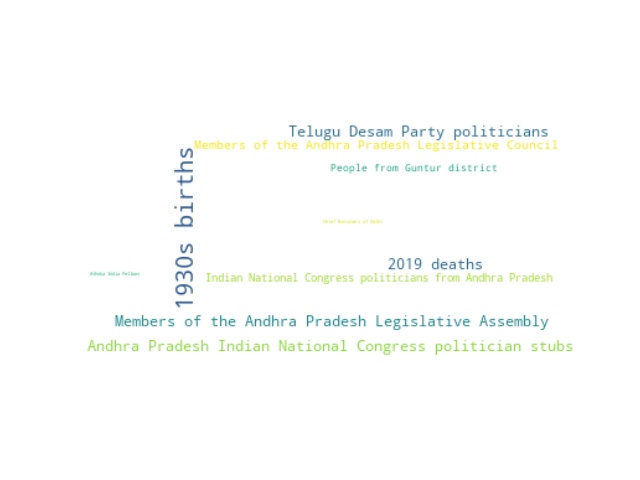 Telugu Desam Party politicians
Members of the Andhra Pradesh Legislative Council
People from Guntur district
1930s births
Chief Ministers of Delhi
2019 deaths
Ashoka India Fellows
Indian National Congress politicians from Andhra Pradesh
Members of the Andhra Pradesh Legislative Assembly
Andhra Pradesh Indian National Congress politician stubs